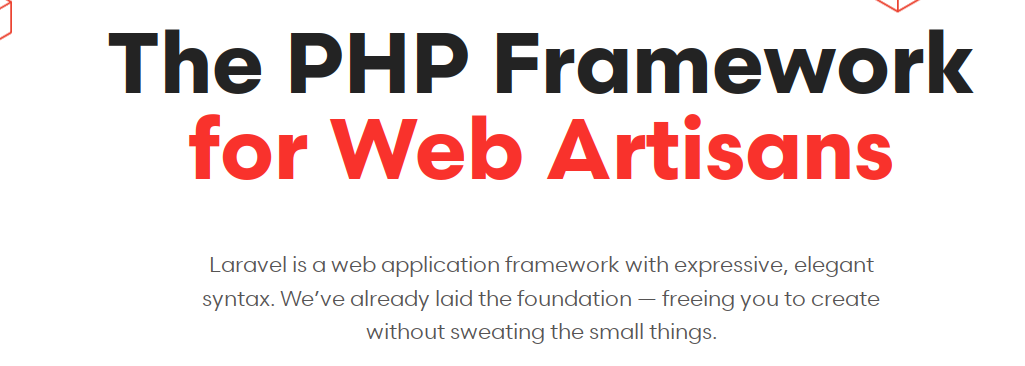 The PHP Framework
for Web Artisans
Laravel is a web application framework with expressive, elegant
syntax. We’ve already laid the foundation — freeing you to create
without sweating the small things.